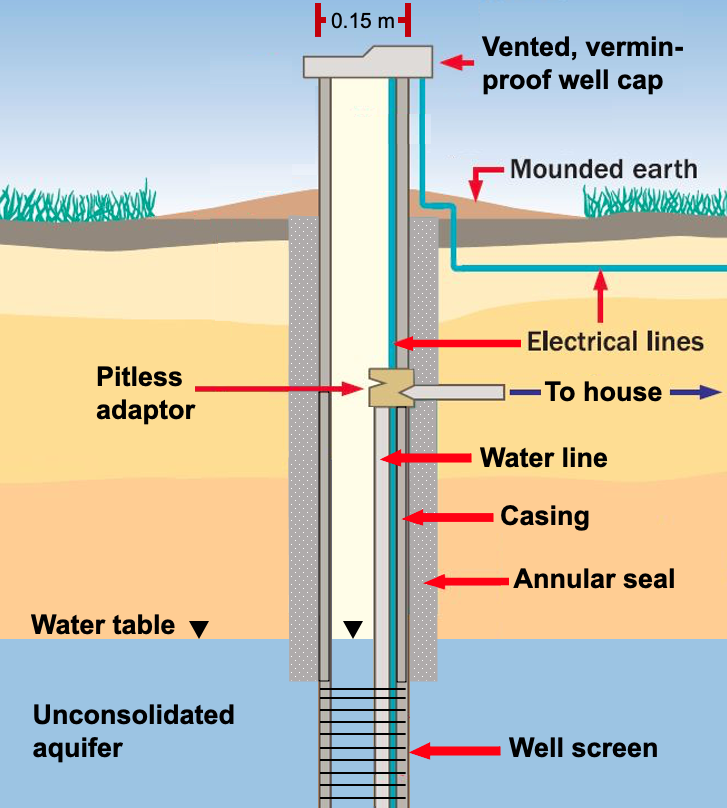 0.15 m
Vented, vermin-
proof well cap
Mounded earth
Electrical lines
Pitless
adaptor
To house
Water line
Casing
Annular seal
Water table
Unconsolidated
aquifer
Well screen